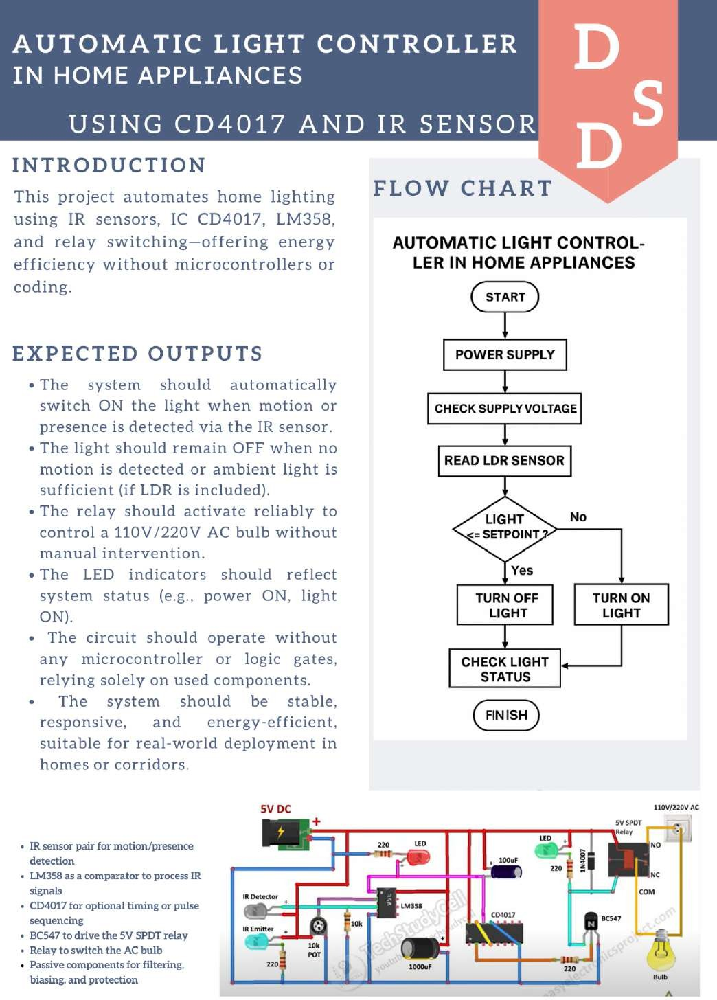 AUTOMATIC LIGHT CONTROLLER
IN HOME APPLIANCES
USING CD4017 AND IR SENSOR
D
S
D
INTRODUCTION
This project automates home lighting
using IR sensors, IC CD4017, LM358,
and relay switching—offering energy
efficiency without microcontrollers or
coding.
EXPECTED OUTPUTS
• The system should automatically
switch ON the light when motion or
presence is detected via the IR sensor.
• The light should remain OFF when no
motion is detected or ambient light is
sufficient (if LDR is included).
• The relay should activate reliably to
control a 110V/220V AC bulb without
manual intervention.
• The LED indicators should reflect
system status (e.g., power ON, light
ON).
• The circuit should operate without
any microcontroller or logic gates,
relying solely on used components.
• The system should be stable,
responsive, and energy-efficient,
suitable for real-world deployment in
homes or corridors.
FLOW CHART
AUTOMATIC LIGHT CONTROL-
LER IN HOME APPLIANCES
START
POWER SUPPLY
CHECK SUPPLY VOLTAGE
READ LDR SENSOR
LIGHT
<= SETPOINT ?
No
Yes
TURN OFF
LIGHT
TURN ON
LIGHT
CHECK LIGHT
STATUS
FINISH
• IR sensor pair for motion/presence
detection
• LM358 as a comparator to process IR
signals
• CD4017 for optional timing or pulse
sequencing
• BC547 to drive the 5V SPDT relay
• Relay to switch the AC bulb
• Passive components for filtering,
biasing, and protection
5V DC
+
220
LED
+
IR Detector
+
IR Emitter
+
220
10k
POT
10k
358
LM358
1000uF
+
100uF
+
CD4017
LED
+
220
1N4007
5V SPDT
Relay
110V/220V AC
NO
NC
COM
BC547
220
Bulb
TechStudyCell
easyelectronicsproject.com